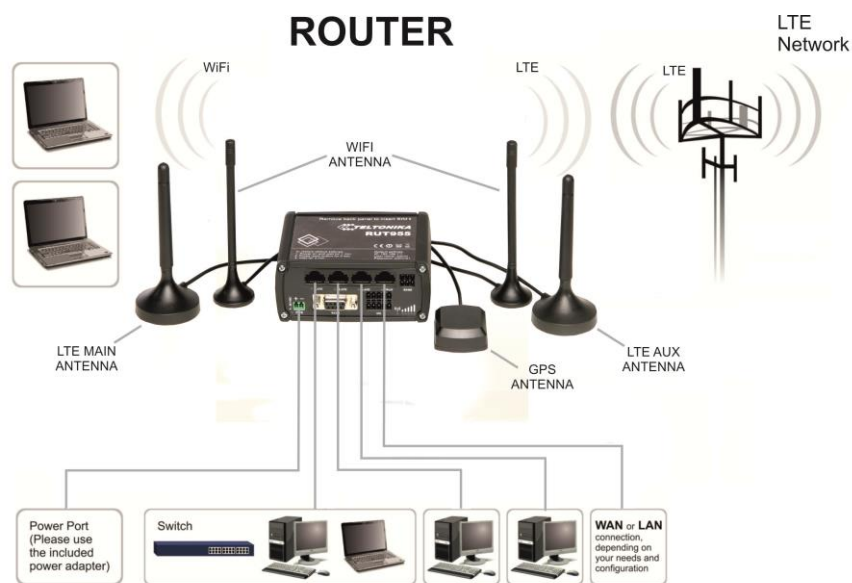 ROUTER
LTE
Network
WiFi
LTE
LTE
WIFI
ANTENNA
TELTONIKA
RUT955
LTE MAIN
ANTENNA
GPS
ANTENNA
LTE AUX
ANTENNA
Power Port
(Please use
the included
power adapter)
Switch
WAN or LAN
connection,
depending on
your needs and
configuration